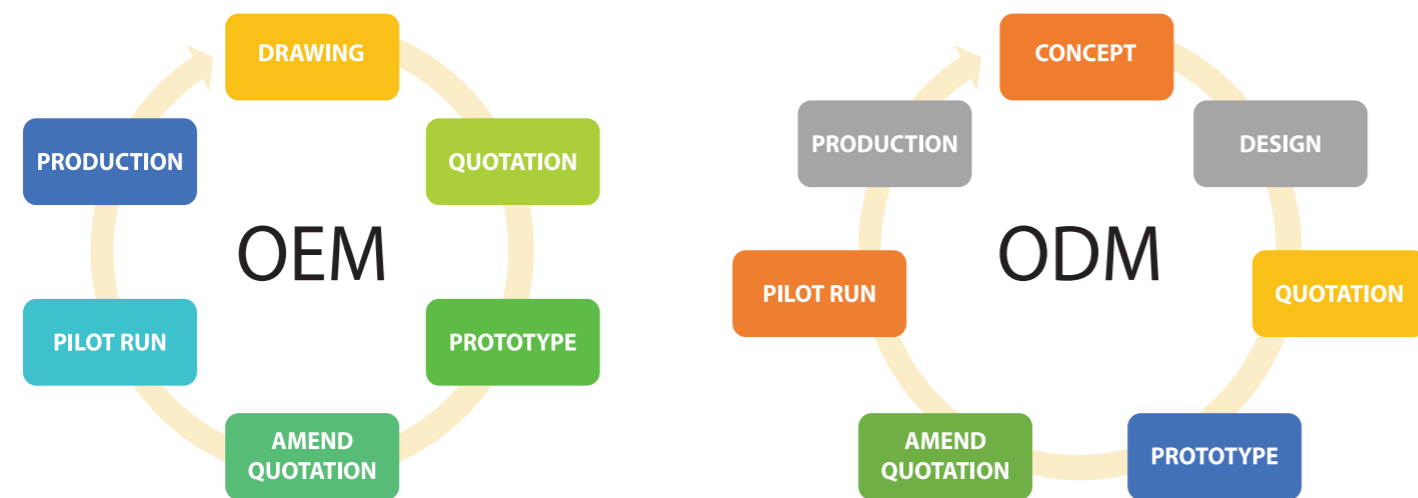 OEM
DRAWING
QUOTATION
PROTOTYPE
AMEND
QUOTATION
PILOT RUN
PRODUCTION
ODM
CONCEPT
DESIGN
QUOTATION
PROTOTYPE
AMEND
QUOTATION
PILOT RUN
PRODUCTION